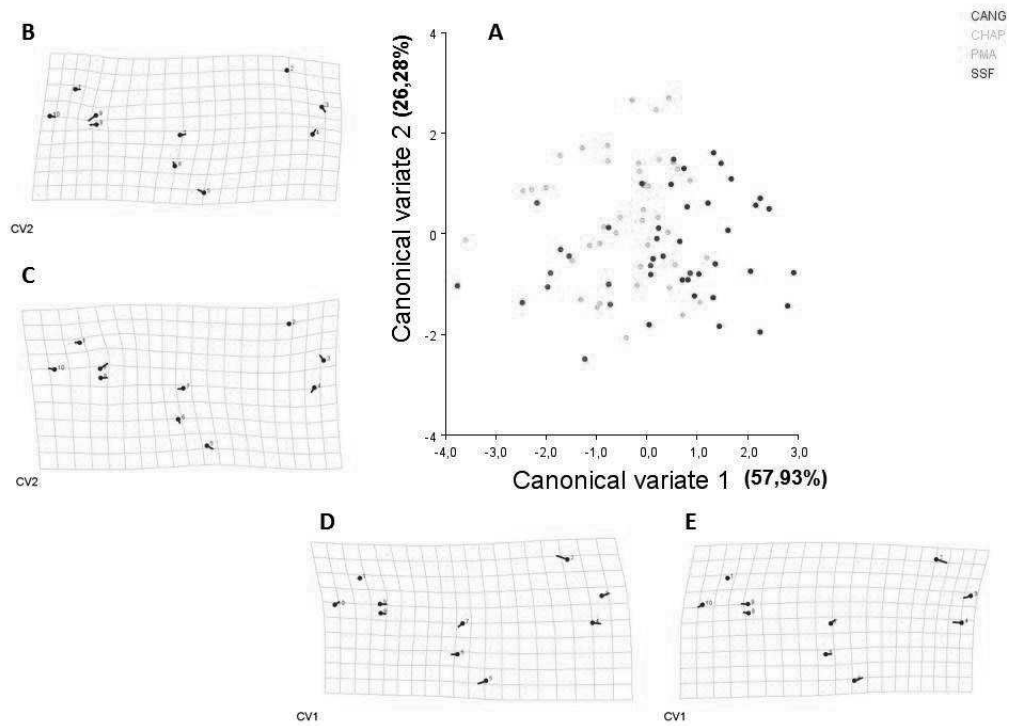 B
A
CANG
CHAP
PMA
SSF
CV2
C
CV2
Canonical variate 2 (26,28%)
4
2
0
-2
-4
-4,0
-3,0
-2,0
-1,0
0,0
1,0
2,0
3,0
Canonical variate 1 (57,93%)
D
E
CV1
CV1